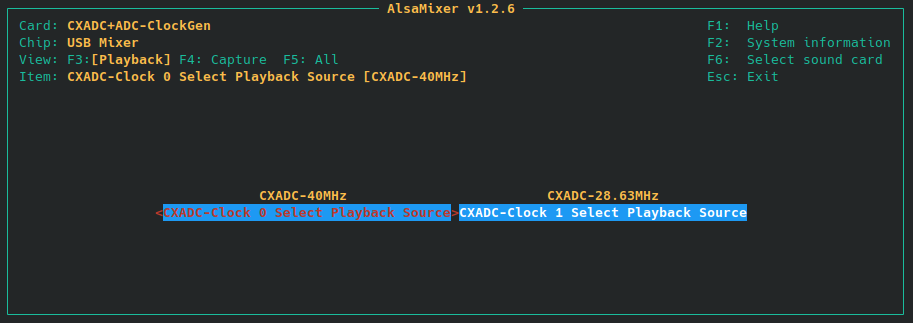 AlsaMixer v1.2.6
Card: CXADC+ADC-ClockGen F1: Help
Chip: USB Mixer F2: System information
View: F3:[Playback] F4: Capture F5: All F6: Select sound card
Item: CXADC-Clock 0 Select Playback Source [CXADC-40MHz] Esc: Exit
CXADC-40MHz CXADC-28.63MHz
<CXADC-Clock 0 Select Playback Source>CXADC-Clock 1 Select Playback Source